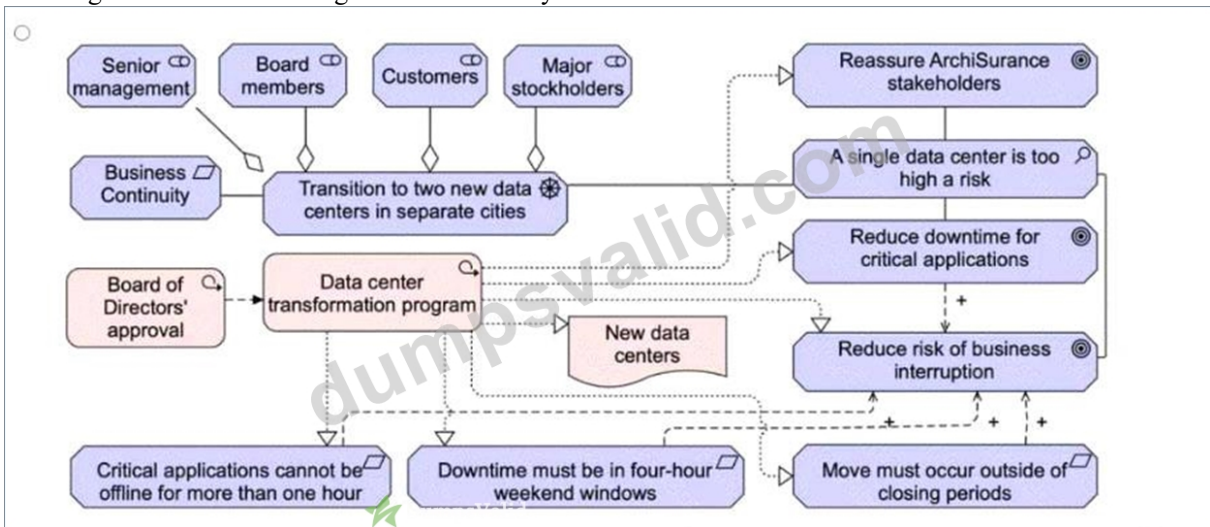 Senior
management
Board
members
Customers
Major
stockholders
Reassure ArchiSurance
stakeholders
Business
Continuity
Transition to two new data
centers in separate cities
A single data center is too
high a risk
Reduce downtime for
critical applications
Board of
Directors'
approval
Data center
transformation program
+
New data
centers
Reduce risk of business
interruption
+
+
+
Critical applications cannot be
offline for more than one hour
Downtime must be in four-hour
weekend windows
Move must occur outside of
closing periods
dumpsvalid.com